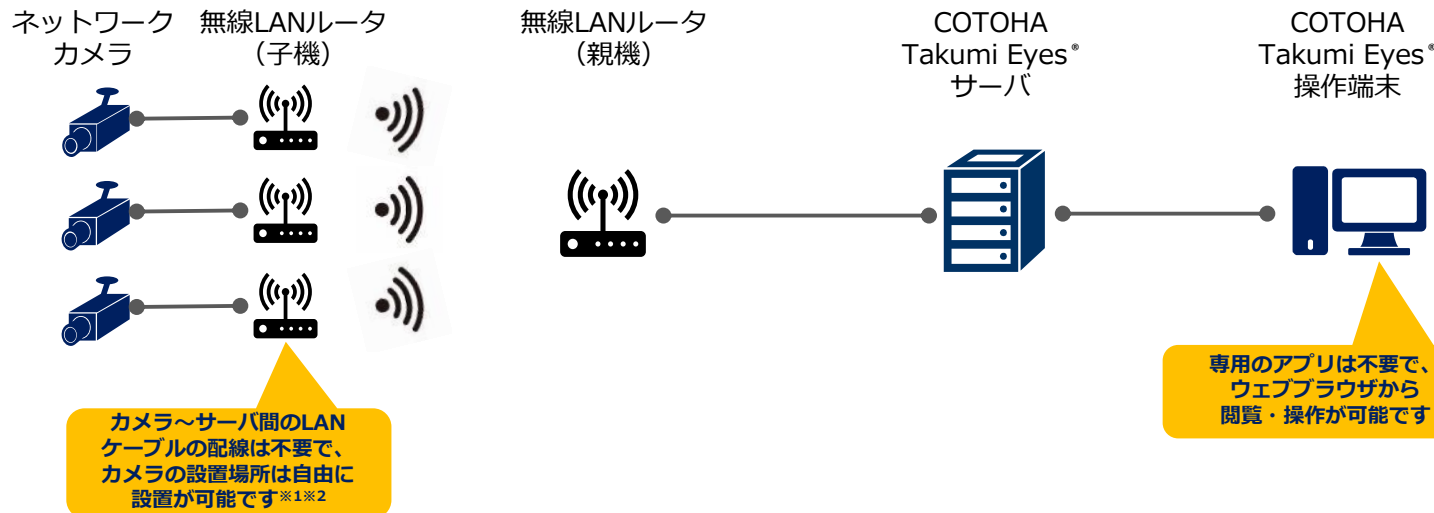 ネットワーク
カメラ
無線LANルータ
（子機）
無線LANルータ
（親機）
COTOHA
Takumi Eyes®
サーバ
COTOHA
Takumi Eyes®
操作端末
カメラ～サーバ間のLAN
ケーブルの配線は不要で、
カメラの設置場所は自由に
設置が可能です※1※2
専用のアプリは不要で、
ウェブブラウザから
閲覧・操作が可能です